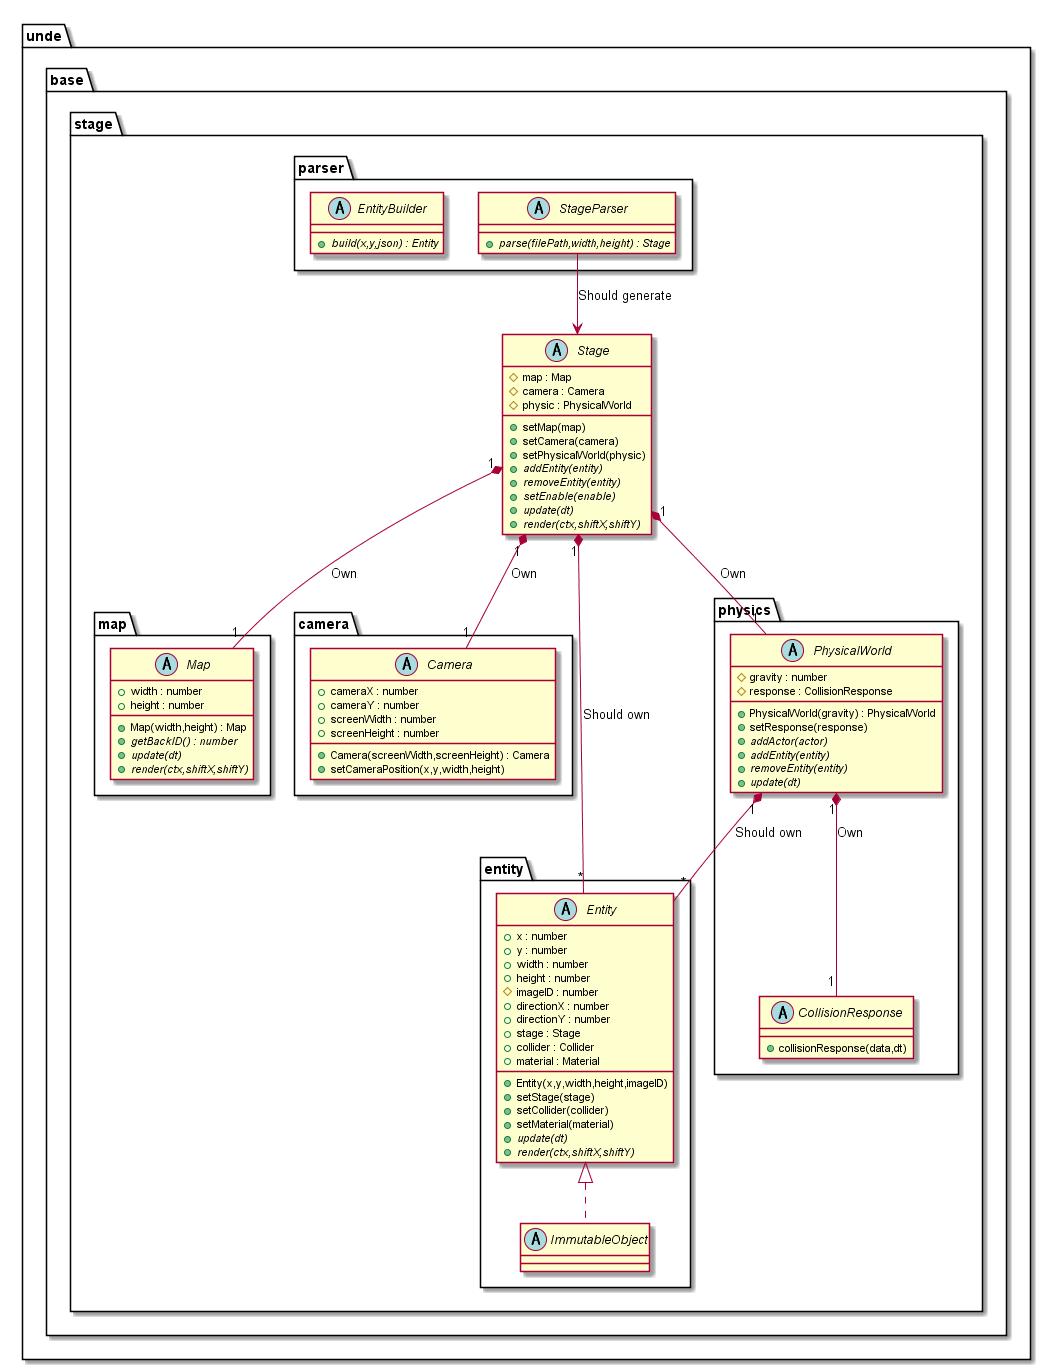 unde
base
stage
parser
A EntityBuilder
build(x,y,json) : Entity
A StageParser
parse(filePath,width,height) : Stage
Should generate
A Stage
map : Map
camera : Camera
physic : PhysicalWorld
setMap(map)
setCamera(camera)
setPhysicalWorld(physic)
addEntity(entity)
removeEntity(entity)
setEnable(enable)
update(dt)
render(ctx,shiftX,shiftY)
1
1
1
1
Own
Own
Own
Should own
1
1
1
*
map
A Map
width : number
height : number
Map(width,height) : Map
getBackID() : number
update(dt)
render(ctx,shiftX,shiftY)
camera
A Camera
cameraX : number
cameraY : number
screenWidth : number
screenHeight : number
Camera(screenWidth,screenHeight) : Camera
setCameraPosition(x,y,width,height)
physics
A PhysicalWorld
gravity : number
response : CollisionResponse
PhysicalWorld(gravity) : PhysicalWorld
setResponse(response)
addActor(actor)
addEntity(entity)
removeEntity(entity)
update(dt)
1
1
Should own
Own
*
1
entity
A Entity
x : number
y : number
width : number
height : number
imageID : number
directionX : number
directionY : number
stage : Stage
collider : Collider
material : Material
Entity(x,y,width,height,imageID)
setStage(stage)
setCollider(collider)
setMaterial(material)
update(dt)
render(ctx,shiftX,shiftY)
A CollisionResponse
collisionResponse(data,dt)
A ImmutableObject